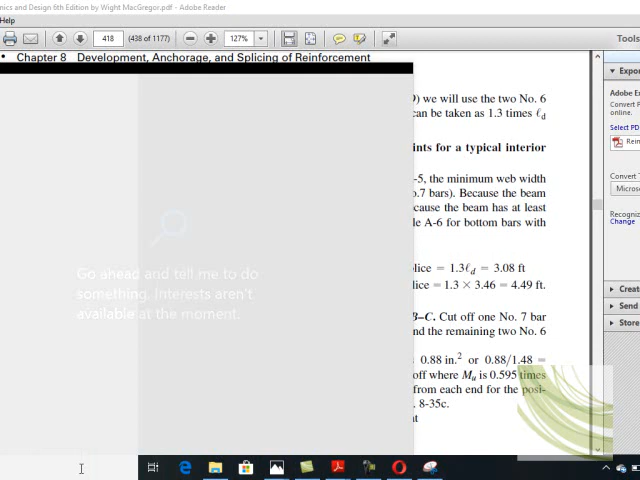 nics and Design 6th Edition by Wight MacGregor.pdf - Adobe Reader
Help
418
(438 of 1177)
127%
Tools
• Chapter 8 Development, Anchorage, and Splicing of Reinforcement
) we will use the two No. 6
can be taken as 1.3 times ℓd
ints for a typical interior
-5, the minimum web width
o.7 bars). Because the beam
cause the beam has at least
le A-6 for bottom bars with
plice = 1.3ℓd = 3.08 ft
lice = 1.3 × 3.46 = 4.49 ft.
B–C. Cut off one No. 7 bar
nd the remaining two No. 6
0.88 in.² or 0.88/1.48 =
off where Mu is 0.595 times
from each end for the posi-
. 8-35c.
at
Go ahead and tell me to do
something. Interests aren't
available at the moment.
Expor
Adobe Ex
Convert P
online.
Select PD
Rein
Convert T
Micros
Recogniz
Change
Create
Send
Store